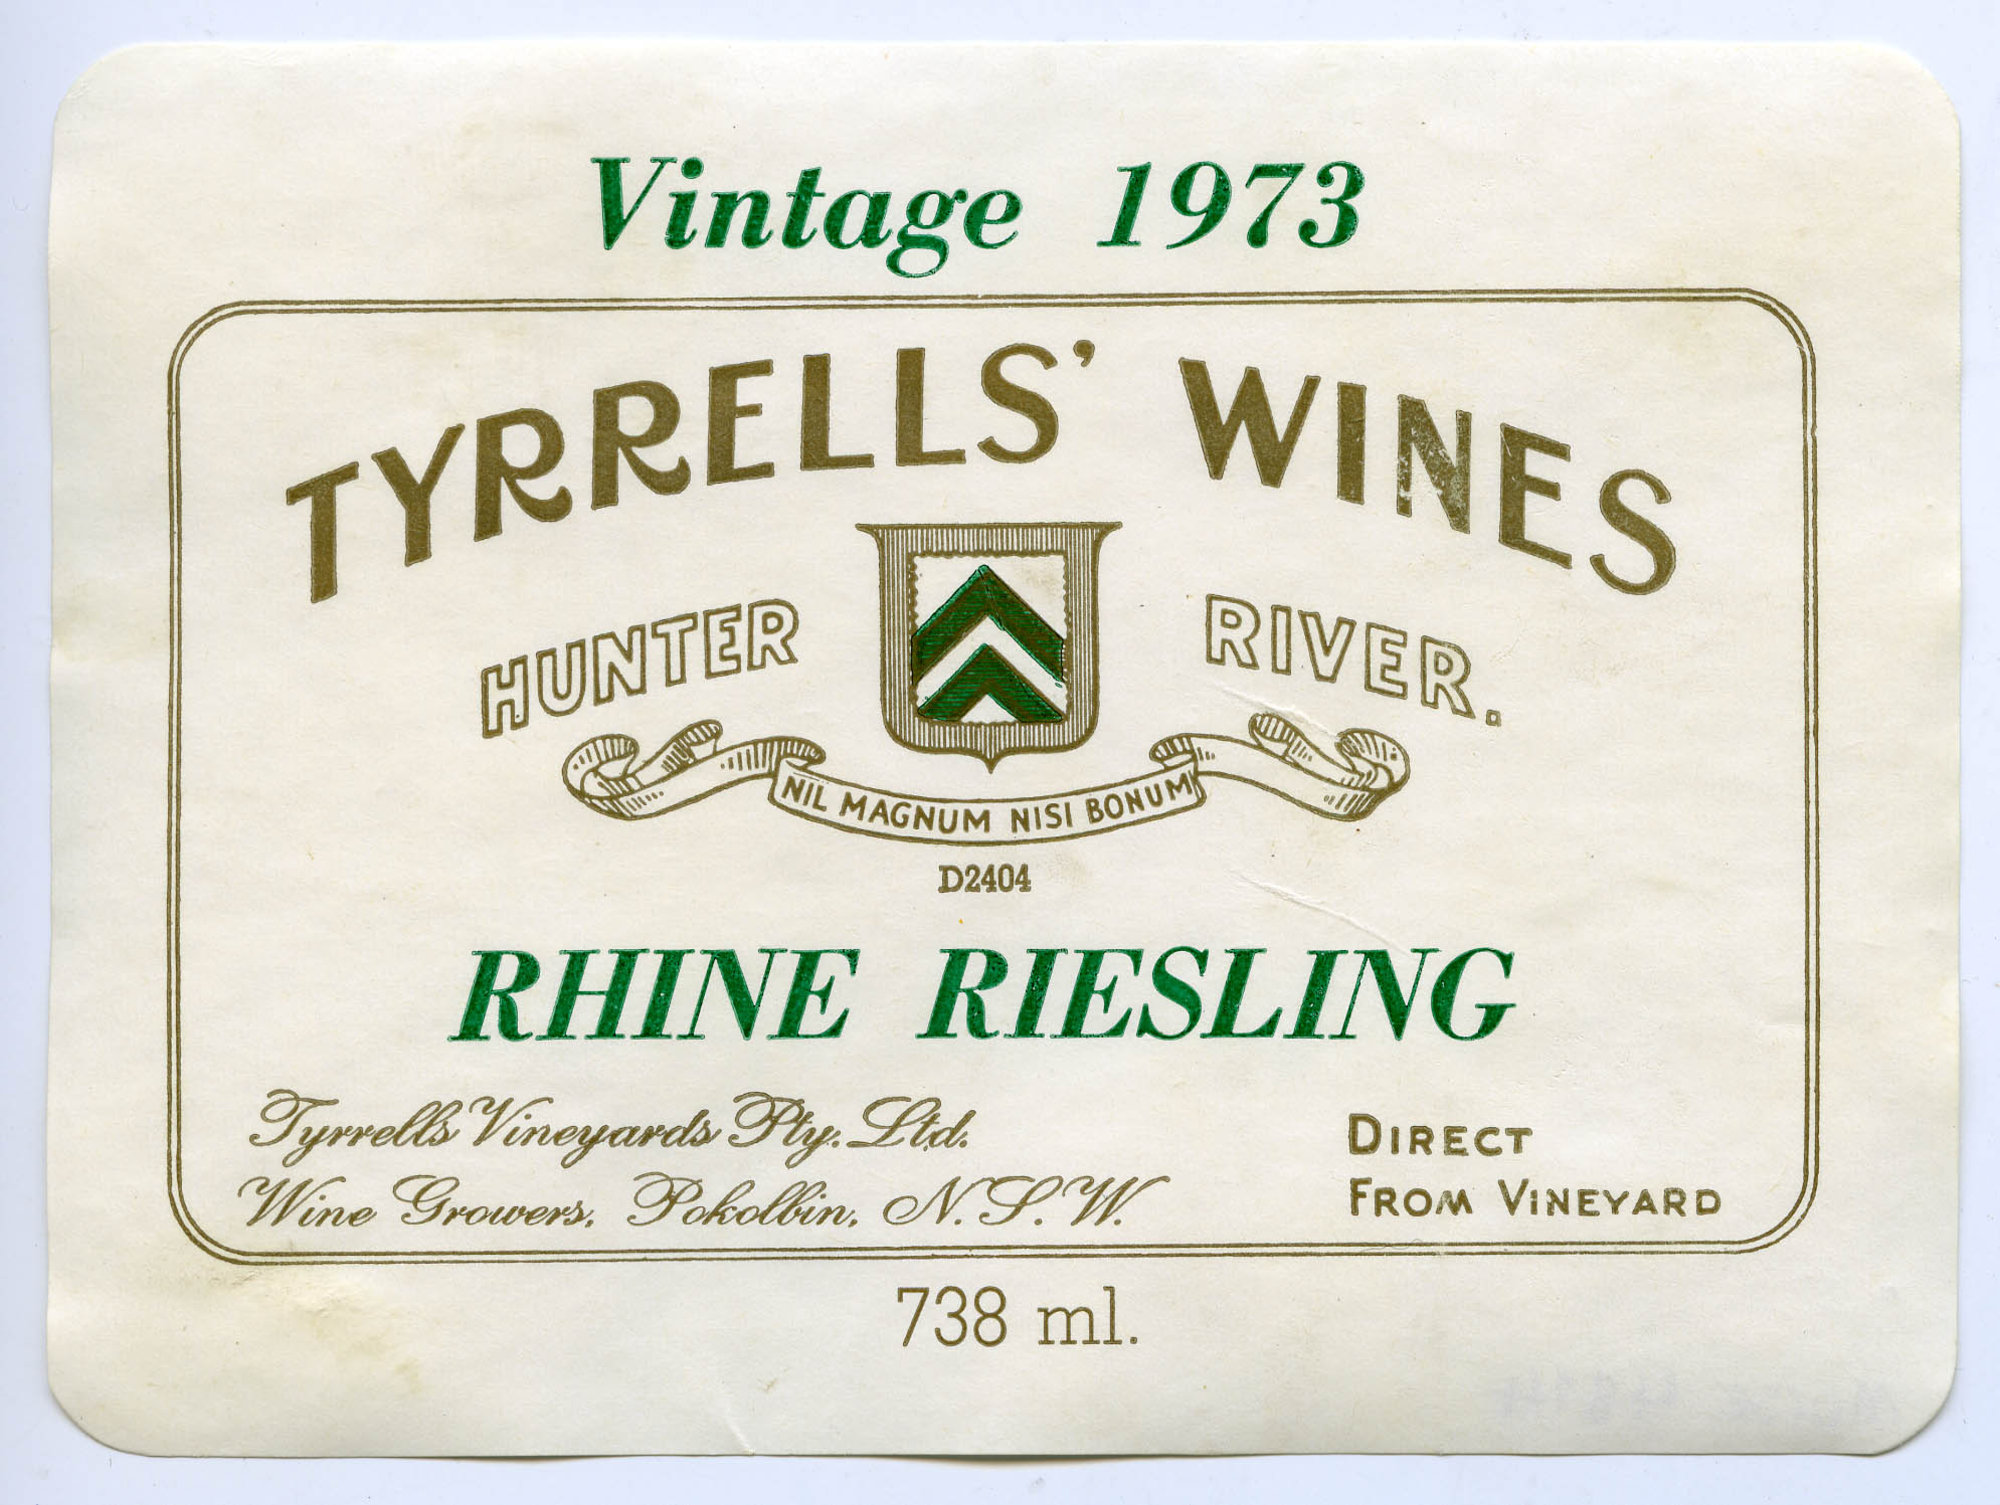 Vintage 1973
TYRRELLS' WINES
HUNTER RIVER.
NIL MAGNUM NISI BONUM
D2404
RHINE RIESLING
Tyrrells Vineyards Pty. Ltd.
Wine Growers, Pokolbin, N.S.W.
DIRECT
FROM VINEYARD
738 ml.